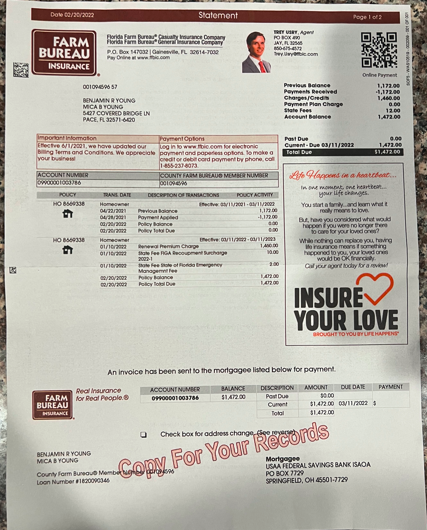 Date 02/20/2022
Statement
Page 1 of 2
FARM
BUREAU
INSURANCE
Florida Farm Bureau® Casualty Insurance Company
Florida Farm Bureau® General Insurance Company
P.O. Box 147032 | Gainesville, FL 32614-7032
Pay Online at www.ffbic.com
TREY USRY, Agent
PO BOX 490
JAY, FL 32565
850-675-4572
Trey.Usry@ffbic.com
Online Payment
001094596 57
BENJAMIN R YOUNG
MICA B YOUNG
5427 COVERED BRIDGE LN
PACE, FL 32571-6420
Previous Balance 1,172.00
Payments Received -1,172.00
Charges/Credits 1,460.00
Payment Plan Charge 0.00
State Fees 12.00
Account Balance 1,472.00
Important Information
Effective 6/1/2021, we have updated our
Billing Terms and Conditions. We appreciate
your business!
Payment Options
Log in to www.ffbic.com for electronic
payment and paperless options. To make a
credit or debit card payment by phone, call
1-855-237-8073.
Past Due 0.00
Current - Due 03/11/2022 1,472.00
Total Due $1,472.00
ACCOUNT NUMBER COUNTY FARM BUREAU® MEMBER NUMBER
09900001003786 001094596
POLICY TRANS. DATE DESCRIPTION OF TRANSACTIONS POLICY ACTIVITY
HO 8669338 Homeowner Effective: 03/11/2021 - 03/11/2022
04/22/2021 Previous Balance 1,172.00
04/28/2021 Payment Applied -1,172.00
02/20/2022 Policy Balance 0.00
02/20/2022 Policy Total Due 0.00
HO 8669338 Homeowner Effective: 03/11/2022 - 03/11/2023
01/10/2022 Renewal Premium Charge 1,460.00
01/10/2022 State Fee FIGA Recoupment Surcharge 10.00
2022-1
01/10/2022 State Fee State of Florida Emergency 2.00
Management Fee
02/20/2022 Policy Balance 1,472.00
02/20/2022 Policy Total Due 1,472.00
Life Happens in a heartbeat...
In one moment, one heartbeat...
your life changes.
You start a family...and learn what it
really means to love.
But, have you considered what would
happen if you were no longer there
to care for your loved ones?
While nothing can replace you, having
life insurance means if something
happened to you, your loved ones
would be OK financially.
Call your agent today for a review!
INSURE
YOUR LOVE
BROUGHT TO YOU BY LIFE HAPPENS®
An invoice has been sent to the mortgagee listed below for payment.
FARM
BUREAU
INSURANCE
Real Insurance
for Real People.®
ACCOUNT NUMBER BALANCE DESCRIPTION AMOUNT DUE DATE PAYMENT
09900001003786 $1,472.00 Past Due $0.00
Current $1,472.00 03/11/2022 $
Total $1,472.00
Check box for address change. (See reverse)
Copy For Your Records
BENJAMIN R YOUNG
MICA B YOUNG
County Farm Bureau® Member Number 001094596
Loan Number #1820090346
Mortgagee
USAA FEDERAL SAVINGS BANK ISAOA
PO BOX 7729
SPRINGFIELD, OH 45501-7729